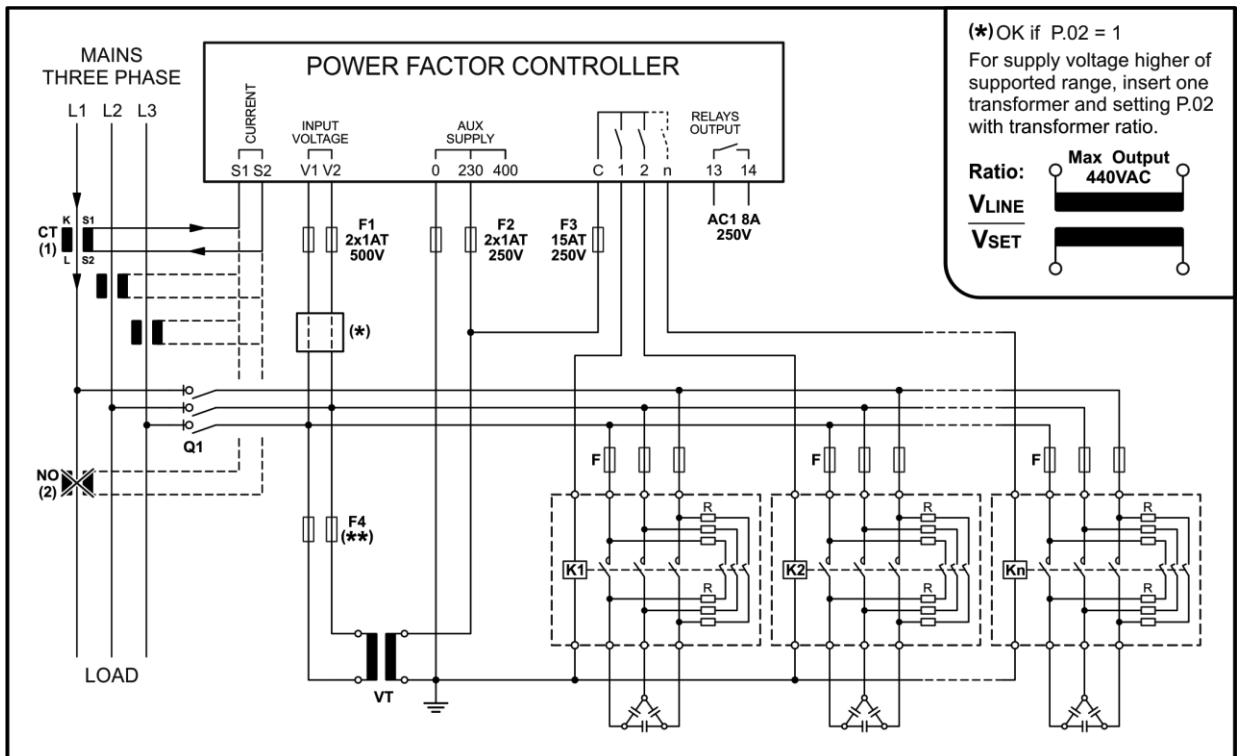 MAINS
THREE PHASE
L1 L2 L3
POWER FACTOR CONTROLLER
CURRENT
INPUT
VOLTAGE
AUX
SUPPLY
RELAYS
OUTPUT
S1 S2 V1 V2 0 230 400 C 1 2 n 13 14
(*) OK if P.02 = 1
For supply voltage higher of
supported range, insert one
transformer and setting P.02
with transformer ratio.
Ratio:
Max Output
440VAC
VLINE
VSET
K S1
CT
(1)
L S2
F1
2x1AT
500V
F2
2x1AT
250V
F3
15AT
250V
AC1 8A
250V
(*)
Q1
NO
(2)
F4
(**)
F F F
R R R
K1 K2 Kn
R R R
VT
LOAD